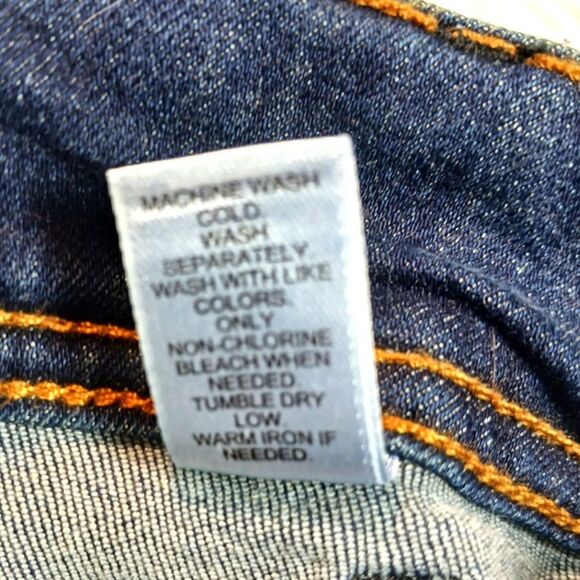 MACHINE WASH
COLD.
WASH
SEPARATELY.
WASH WITH LIKE
COLORS.
ONLY
NON-CHLORINE
BLEACH WHEN
NEEDED.
TUMBLE DRY
LOW.
WARM IRON IF
NEEDED.